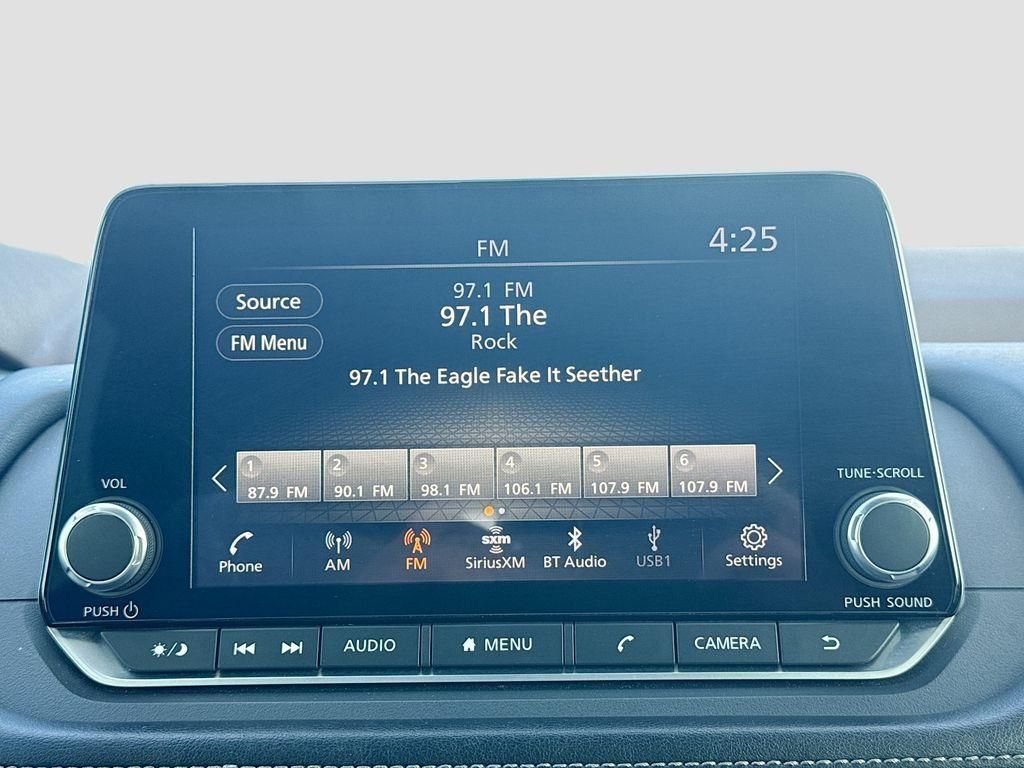 FM
4:25
Source
97.1 FM
97.1 The
FM Menu
Rock
97.1 The Eagle Fake It Seether
1 2 3 4 5 6
87.9 FM 90.1 FM 98.1 FM 106.1 FM 107.9 FM 107.9 FM
sxm
Phone AM FM SiriusXM BT Audio USB1 Settings
VOL
PUSH
TUNE·SCROLL
PUSH SOUND
AUDIO MENU CAMERA